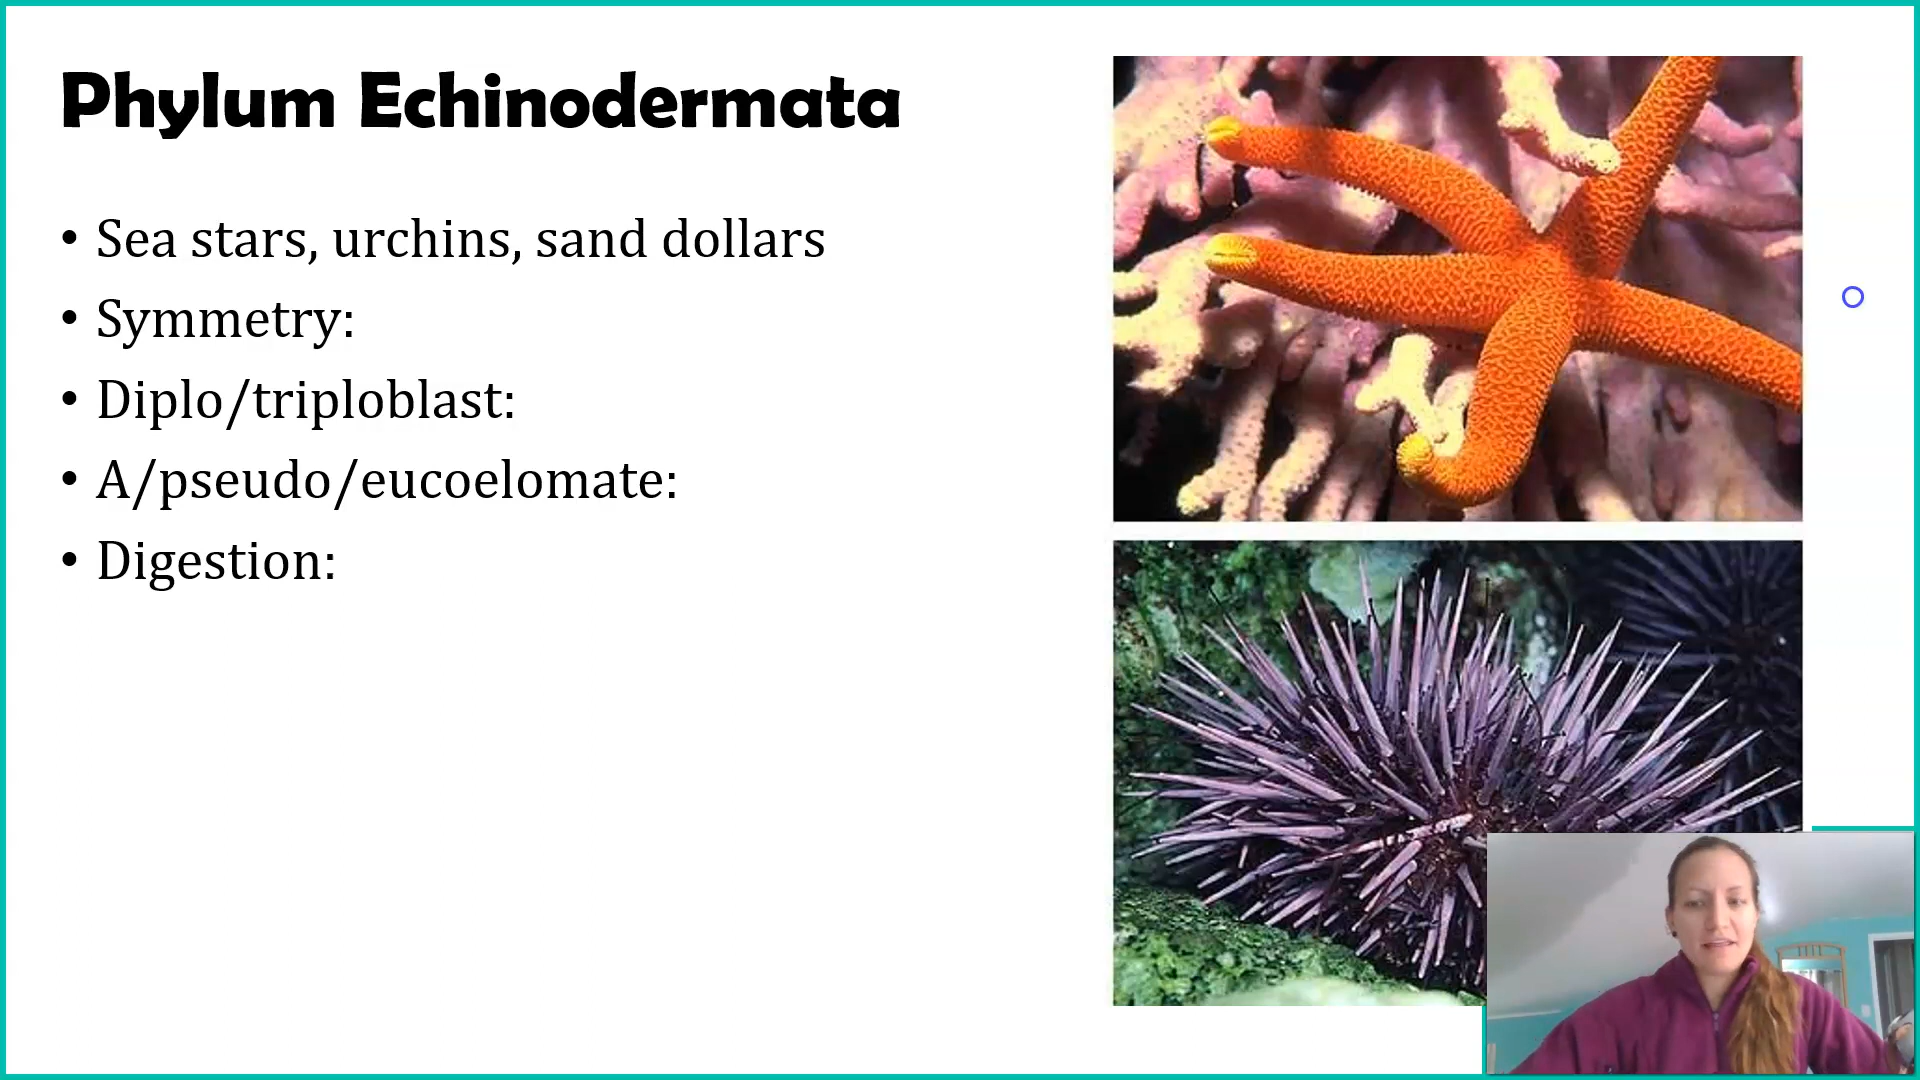 Phylum Echinodermata
• Sea stars, urchins, sand dollars
• Symmetry:
• Diplo/triploblast:
• A/pseudo/eucoelomate:
• Digestion: